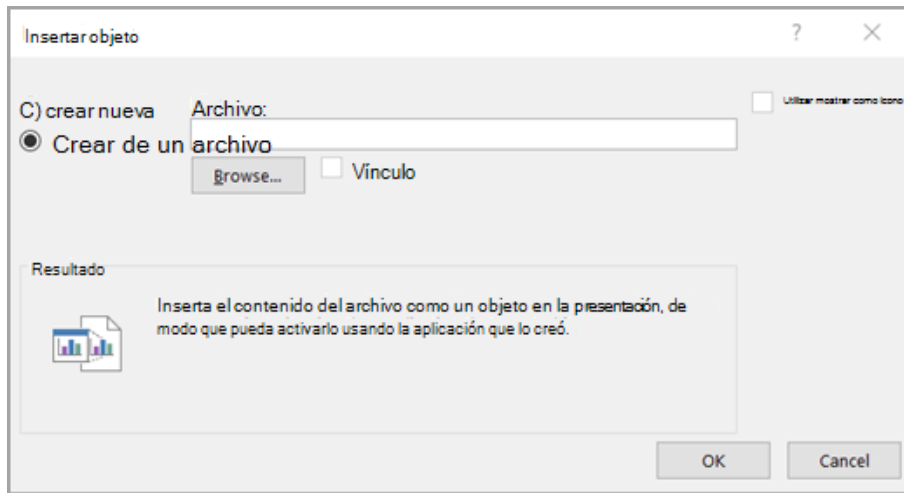 Insertar objeto
C) crear nueva
Archivo:
Utilizar mostrar como icono
Crear de un archivo
Browse...
Vínculo
Resultado
Inserta el contenido del archivo como un objeto en la presentación, de
modo que pueda activarlo usando la aplicación que lo creó.
OK
Cancel